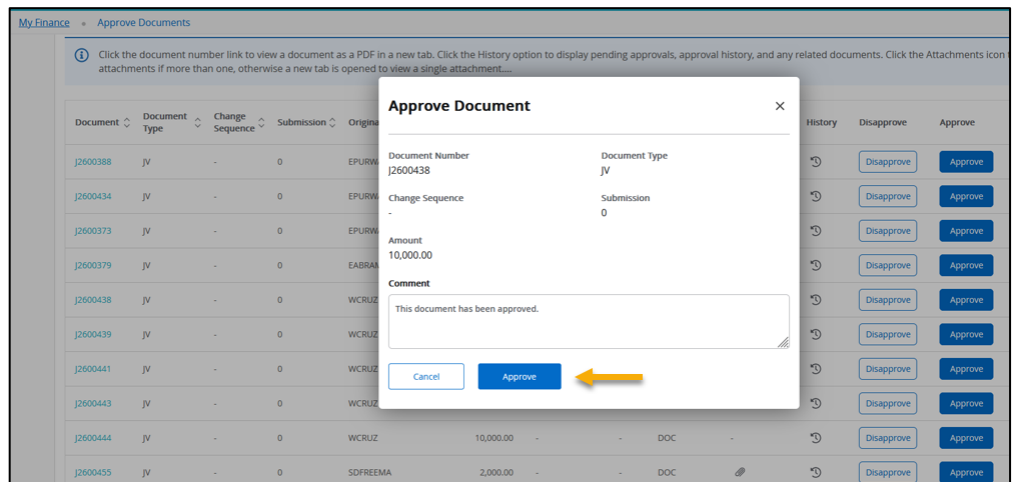 My Finance • Approve Documents
Click the document number link to view a document as a PDF in a new tab. Click the History option to display pending approvals, approval history, and any related documents. Click the Attachments icon
attachments if more than one, otherwise a new tab is opened to view a single attachment....
Document Document Type Change Sequence Submission Origina History Disapprove Approve
J2600388 JV - 0 EPURW Disapprove Approve
J2600434 JV - 0 EPURW Disapprove Approve
J2600373 JV - 0 EPURW Disapprove Approve
J2600379 JV - 0 EABRAM Disapprove Approve
J2600438 JV - 0 WCRUZ Disapprove Approve
J2600439 JV - 0 WCRUZ Disapprove Approve
J2600441 JV - 0 WCRUZ Disapprove Approve
J2600443 JV - 0 WCRUZ Disapprove Approve
J2600444 JV - 0 WCRUZ 10,000.00 - - DOC - Disapprove Approve
J2600455 JV - 0 SDFREEMA 2,000.00 - - DOC Disapprove Approve
Approve Document ×
Document Number Document Type
J2600438 JV
Change Sequence Submission
- 0
Amount
10,000.00
Comment
This document has been approved.
Cancel Approve